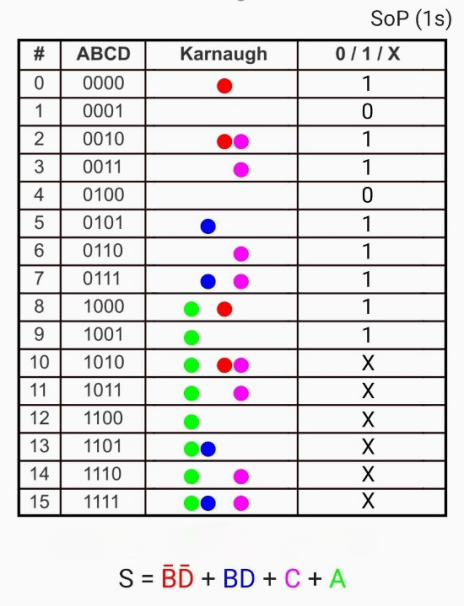 SoP (1s)
# ABCD Karnaugh 0 / 1 / X
0 0000 1
1 0001 0
2 0010 1
3 0011 1
4 0100 0
5 0101 1
6 0110 1
7 0111 1
8 1000 1
9 1001 1
10 1010 X
11 1011 X
12 1100 X
13 1101 X
14 1110 X
15 1111 X
S = B̄D̄ + BD + C + A